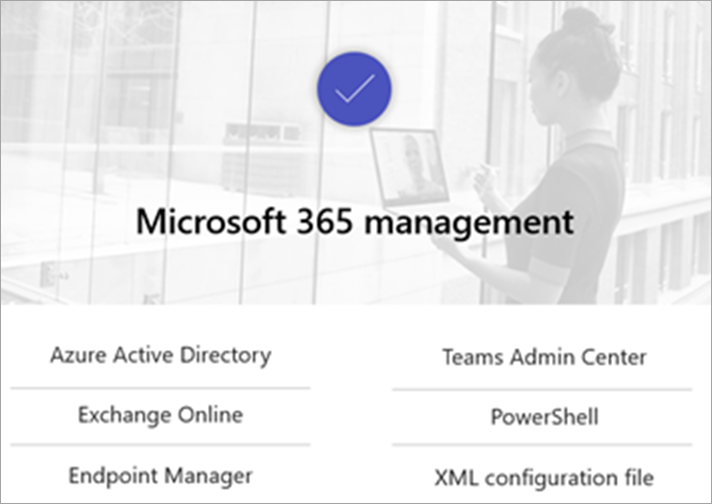 Microsoft 365 management
Azure Active Directory
Teams Admin Center
Exchange Online
PowerShell
Endpoint Manager
XML configuration file